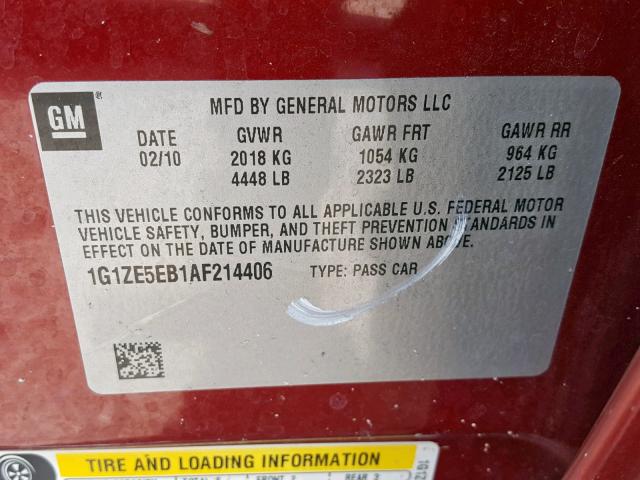 GM
MFD BY GENERAL MOTORS LLC
DATE GVWR GAWR FRT GAWR RR
02/10 2018 KG 1054 KG 964 KG
4448 LB 2323 LB 2125 LB
THIS VEHICLE CONFORMS TO ALL APPLICABLE U.S. FEDERAL MOTOR
VEHICLE SAFETY, BUMPER, AND THEFT PREVENTION STANDARDS IN
EFFECT ON THE DATE OF MANUFACTURE SHOWN ABOVE.
1G1ZE5EB1AF214406 TYPE: PASS CAR
TIRE AND LOADING INFORMATION